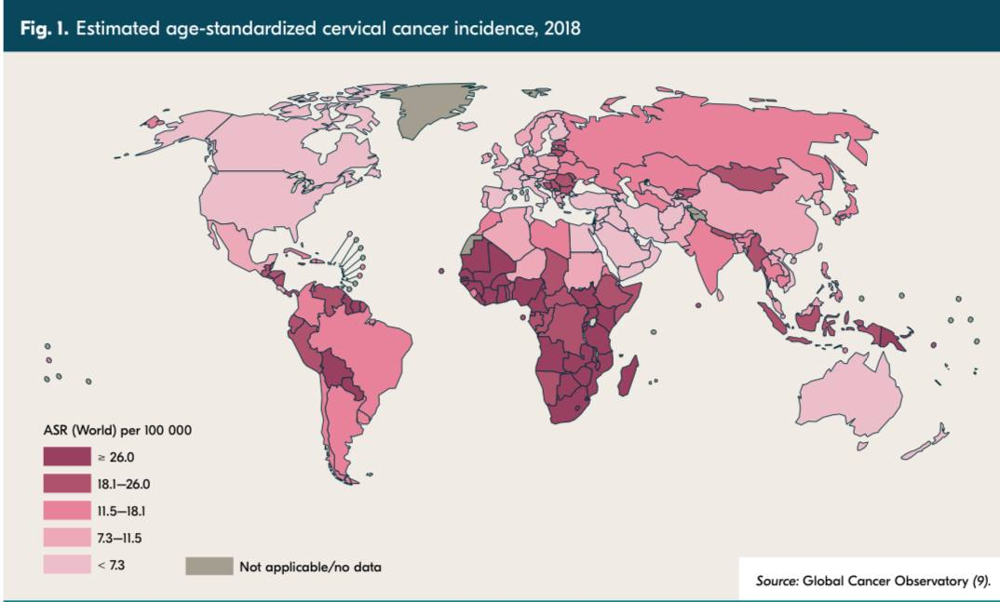 Fig. 1. Estimated age-standardized cervical cancer incidence, 2018
ASR (World) per 100 000
≥ 26.0
18.1–26.0
11.5–18.1
7.3–11.5
< 7.3
Not applicable/no data
Source: Global Cancer Observatory (9).